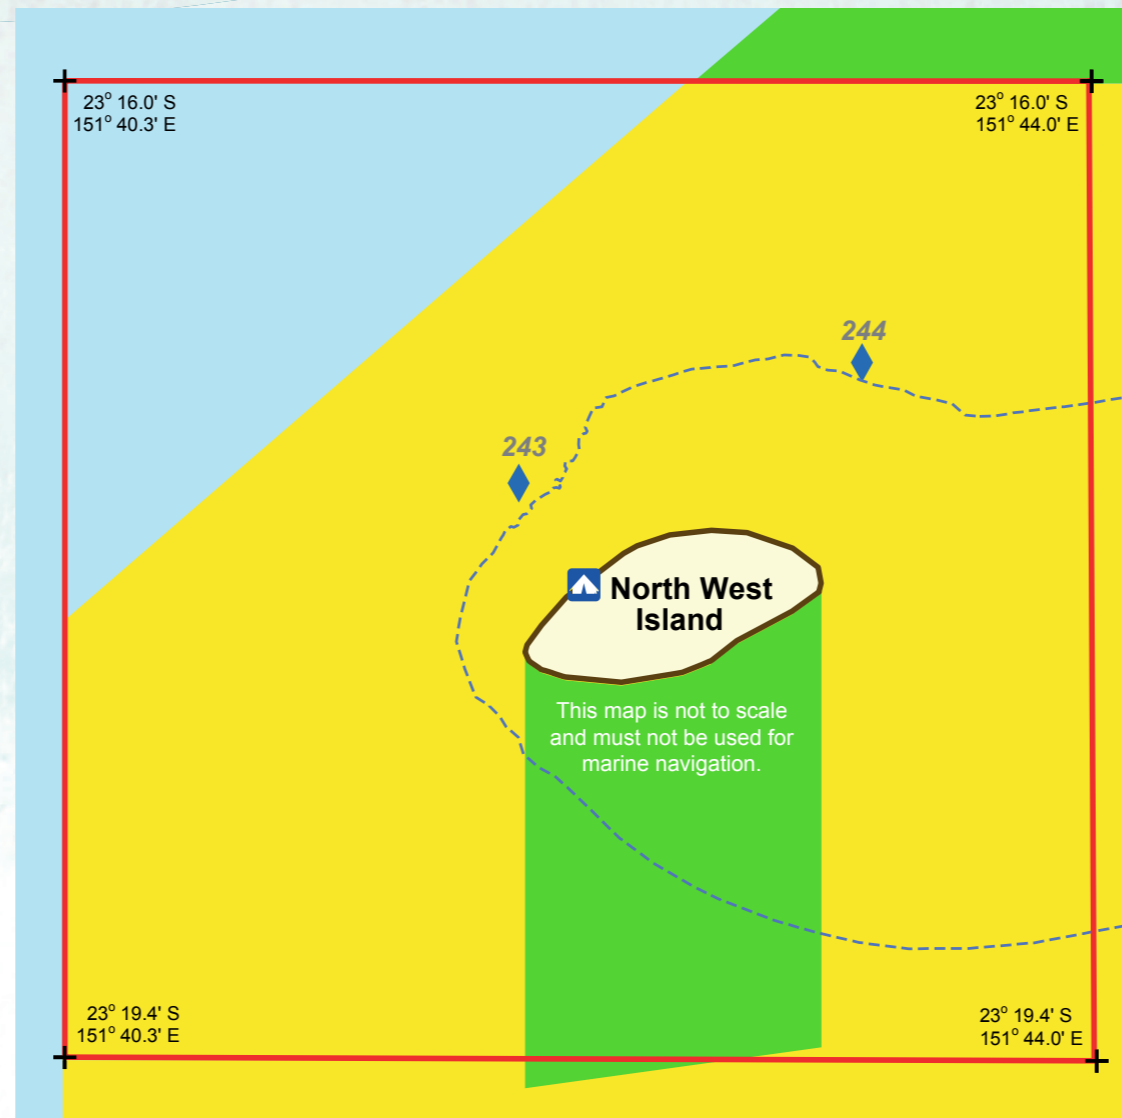 23° 16.0' S
151° 40.3' E
23° 16.0' S
151° 44.0' E
244
243
North West
Island
This map is not to scale
and must not be used for
marine navigation.
23° 19.4' S
151° 40.3' E
23° 19.4' S
151° 44.0' E